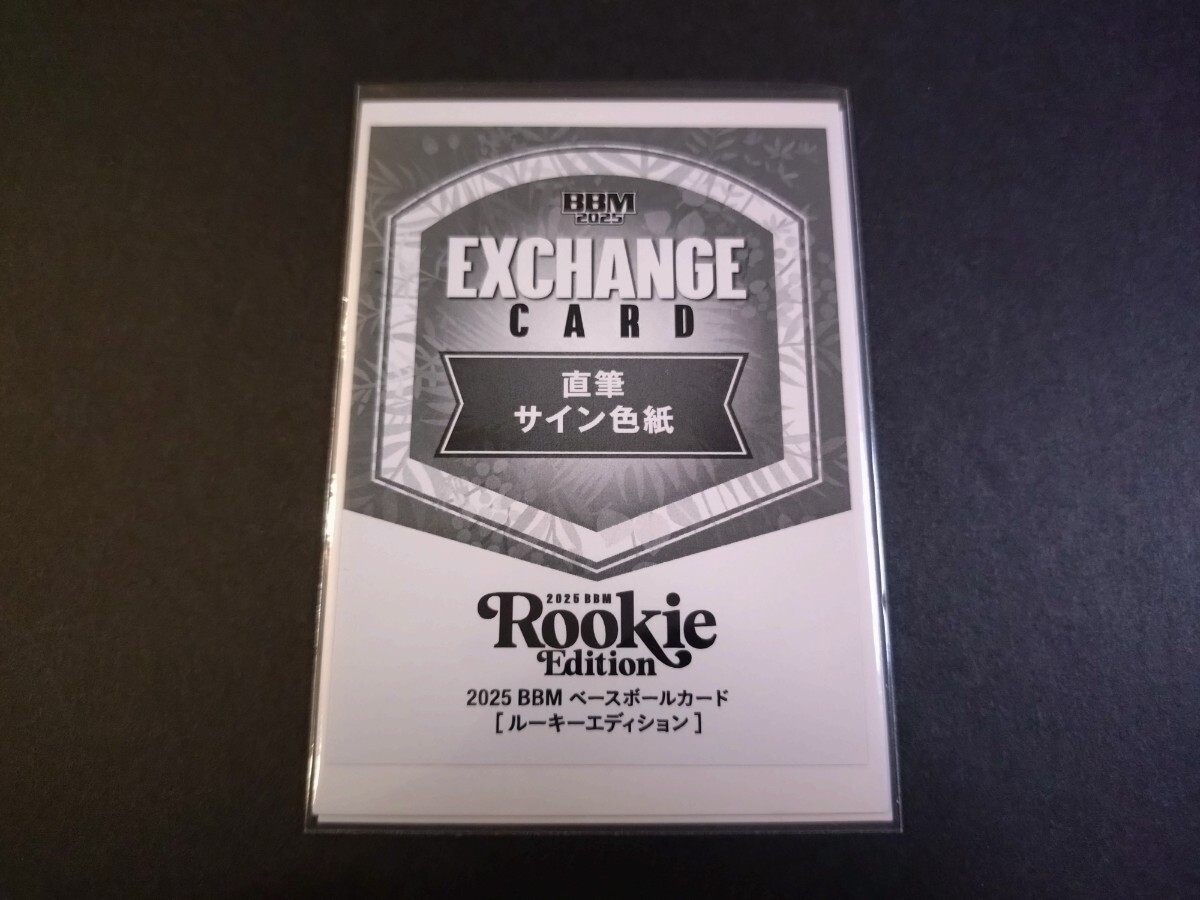 BBM
2025
EXCHANGE
CARD
直筆
サイン色紙
2025 BBM
Rookie
Edition
2025 BBM ベースボールカード
[ルーキーエディション]